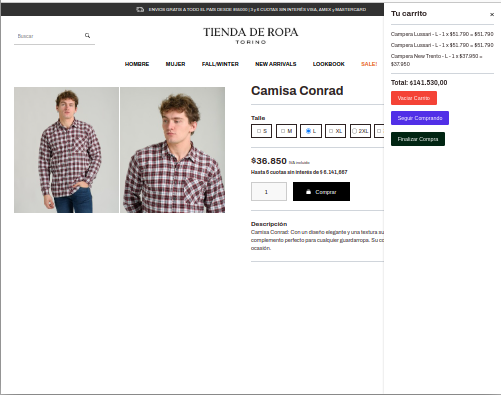 ENVIOS GRATIS A TODO EL PAIS DESDE $50000 | 3 y 6 CUOTAS SIN INTERÉS VISA, AMEX y MASTERCARD
Buscar
TIENDA DE ROPA
TORINO
HOMBRE MUJER FALL/WINTER NEW ARRIVALS LOOKBOOK SALE!
Camisa Conrad
Talle
S M L XL 2XL
$36.850 IVA incluido
Hasta 6 cuotas sin interés de $ 6.141,667
1 Comprar
Descripción
Camisa Conrad: Con un diseño elegante y una textura su
complemento perfecto para cualquier guardarropa. Su co
ocasión.
Tu carrito ×
Campera Lussari - L - 1 x $51.790 = $51.790
Campera Lussari - L - 1 x $51.790 = $51.790
Campera New Trento - L - 1 x $37.950 =
$37.950
Total: $141.530,00
Vaciar Carrito
Seguir Comprando
Finalizar Compra